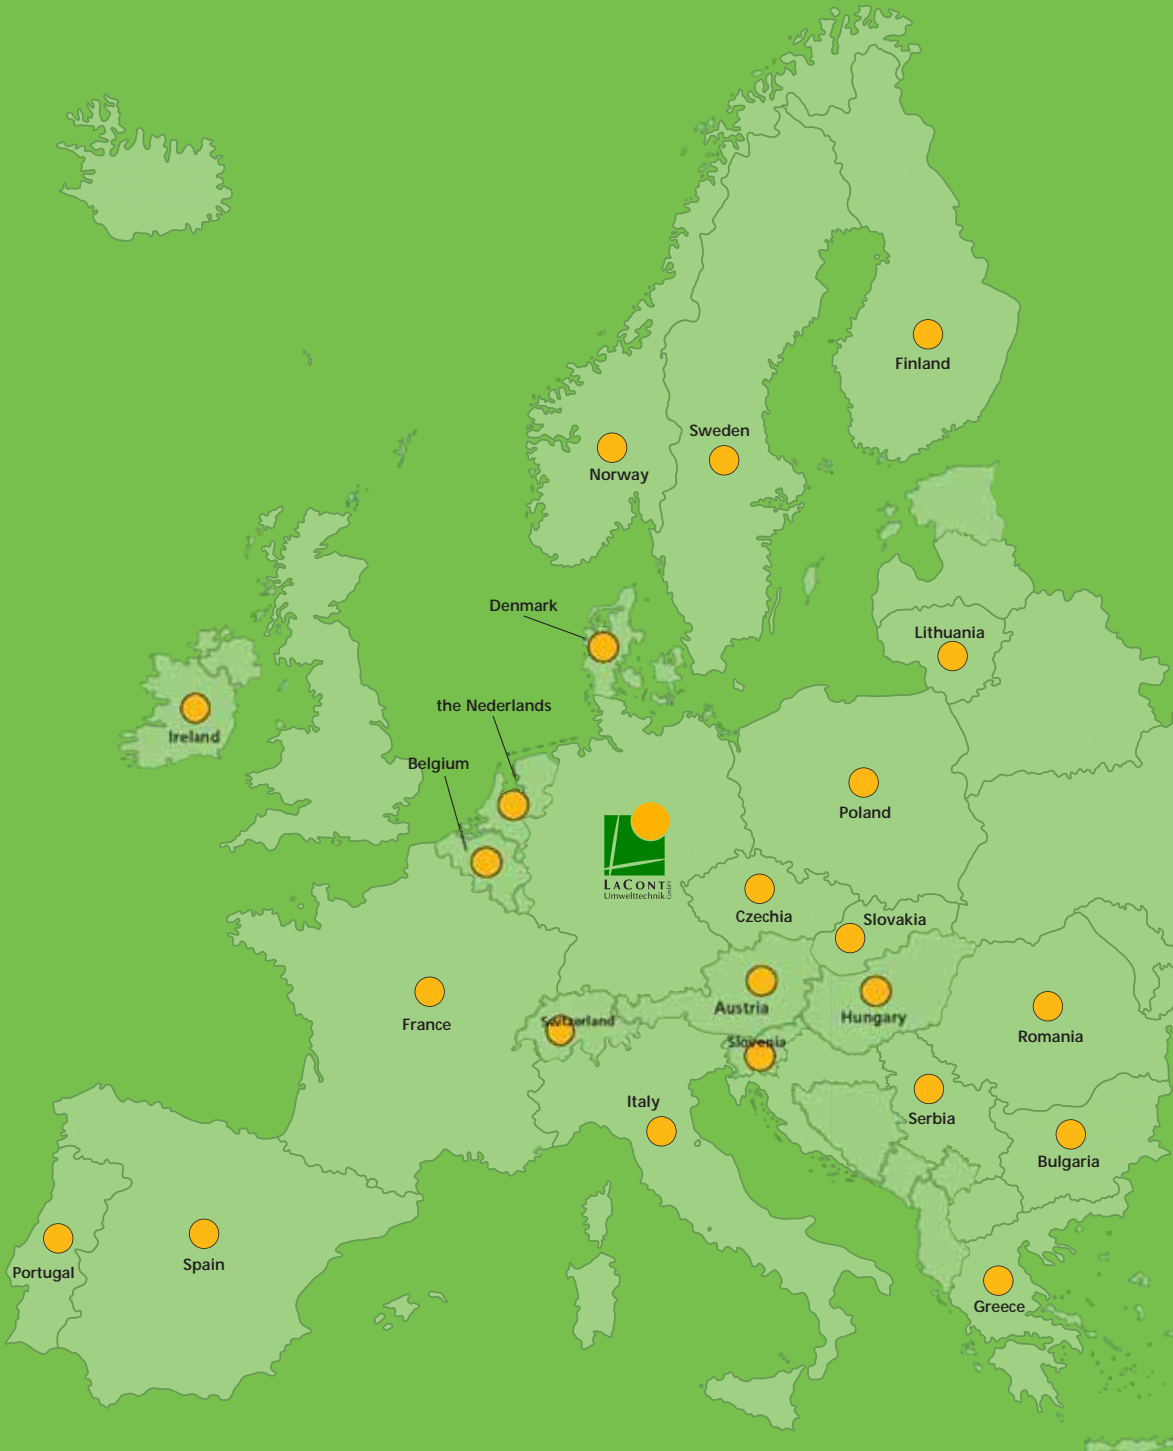 Finland
Sweden
Norway
Denmark
Lithuania
the Nederlands
Ireland
Belgium
Poland
LACONT
Umwelttechnik GmbH
Czechia
Slovakia
Austria
Hungary
France
Switzerland
Romania
Slovenia
Italy
Serbia
Bulgaria
Spain
Portugal
Greece